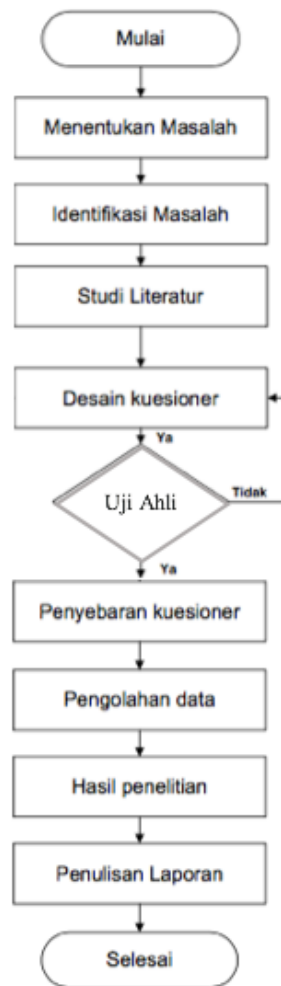 Mulai
Menentukan Masalah
Identifikasi Masalah
Studi Literatur
Desain kuesioner
Ya
Uji Ahli
Tidak
Ya
Penyebaran kuesioner
Pengolahan data
Hasil penelitian
Penulisan Laporan
Selesai